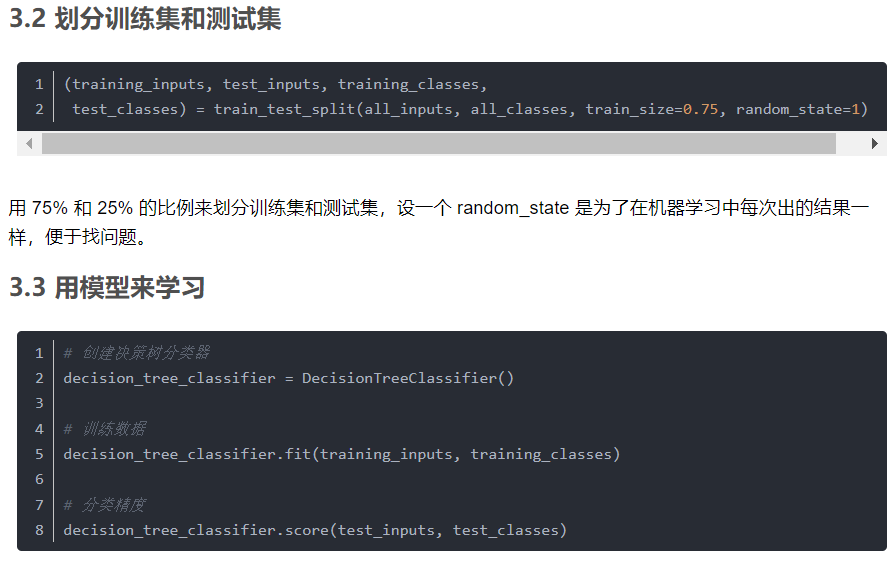 3.2 划分训练集和测试集
1 (training_inputs, test_inputs, training_classes,
2 test_classes) = train_test_split(all_inputs, all_classes, train_size=0.75, random_state=1)
用 75% 和 25% 的比例来划分训练集和测试集，设一个 random_state 是为了在机器学习中每次出的结果一
样，便于找问题。
3.3 用模型来学习
1 # 创建决策树分类器
2 decision_tree_classifier = DecisionTreeClassifier()
3
4 # 训练数据
5 decision_tree_classifier.fit(training_inputs, training_classes)
6
7 # 分类精度
8 decision_tree_classifier.score(test_inputs, test_classes)